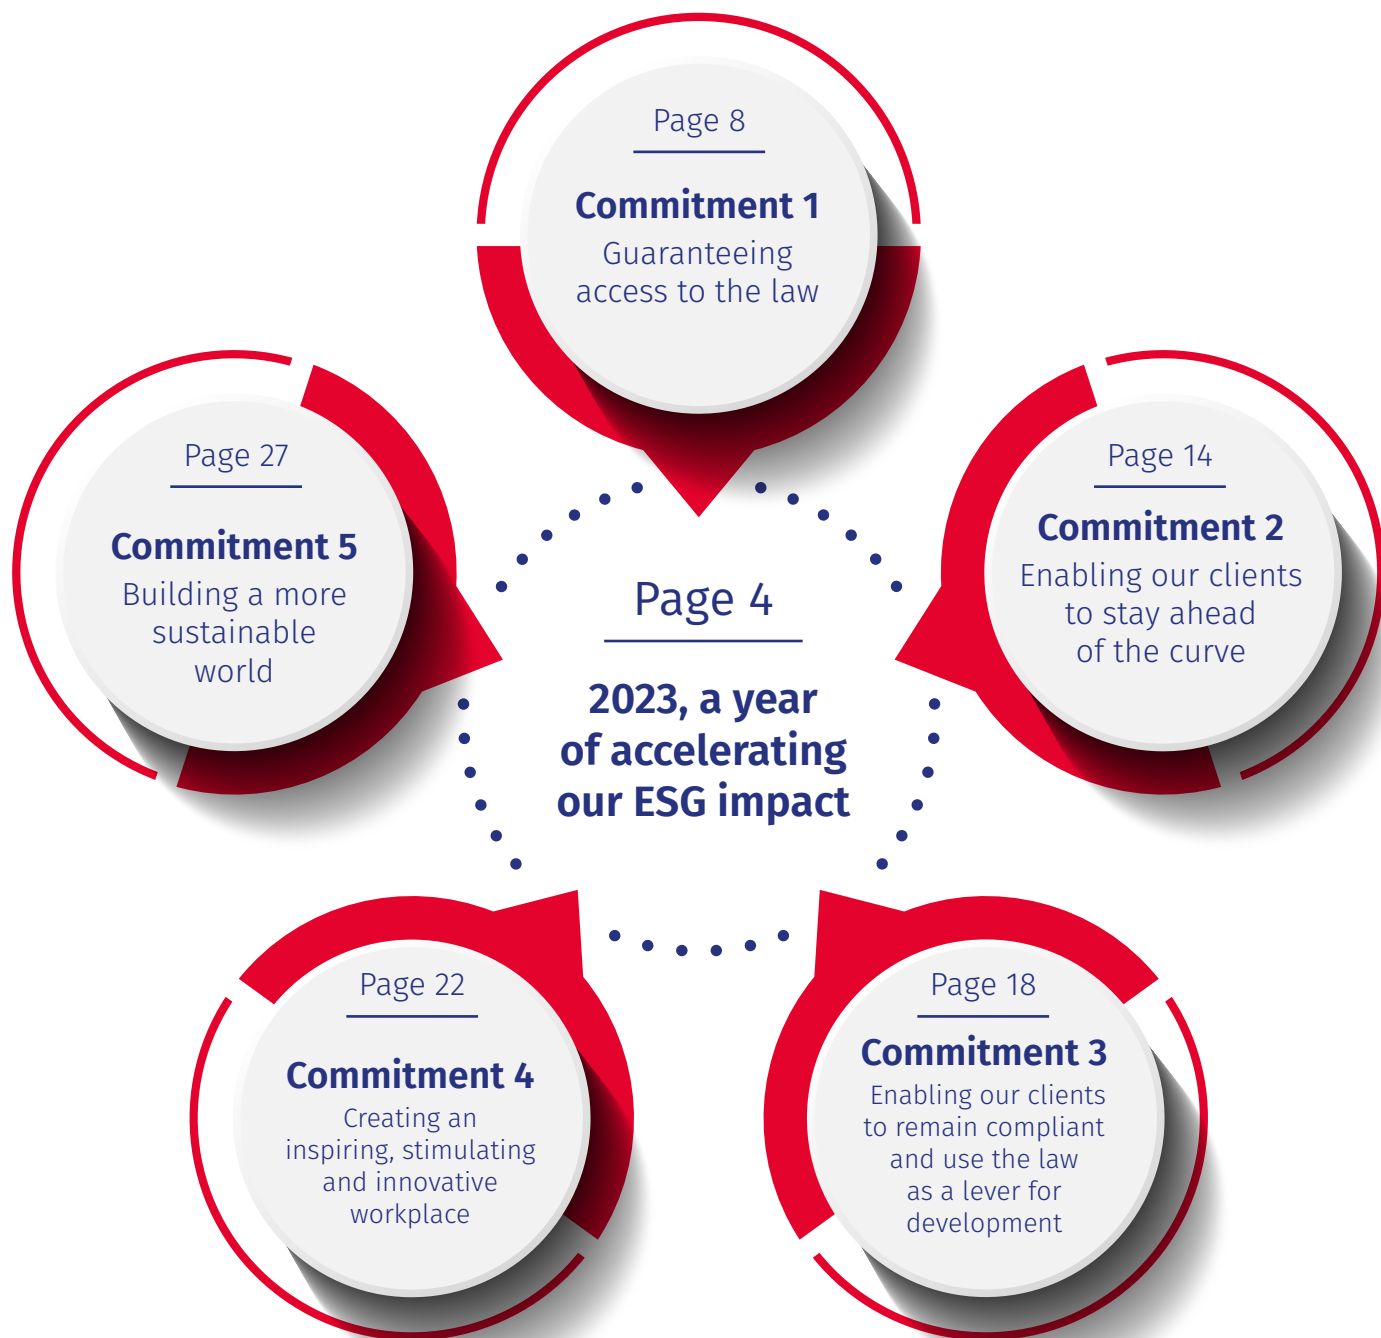 Page 8
Commitment 1
Guaranteeing
access to the law
Page 14
Commitment 2
Enabling our clients
to stay ahead
of the curve
Page 18
Commitment 3
Enabling our clients
to remain compliant
and use the law
as a lever for
development
Page 22
Commitment 4
Creating an
inspiring, stimulating
and innovative
workplace
Page 27
Commitment 5
Building a more
sustainable
world
Page 4
2023, a year
of accelerating
our ESG impact